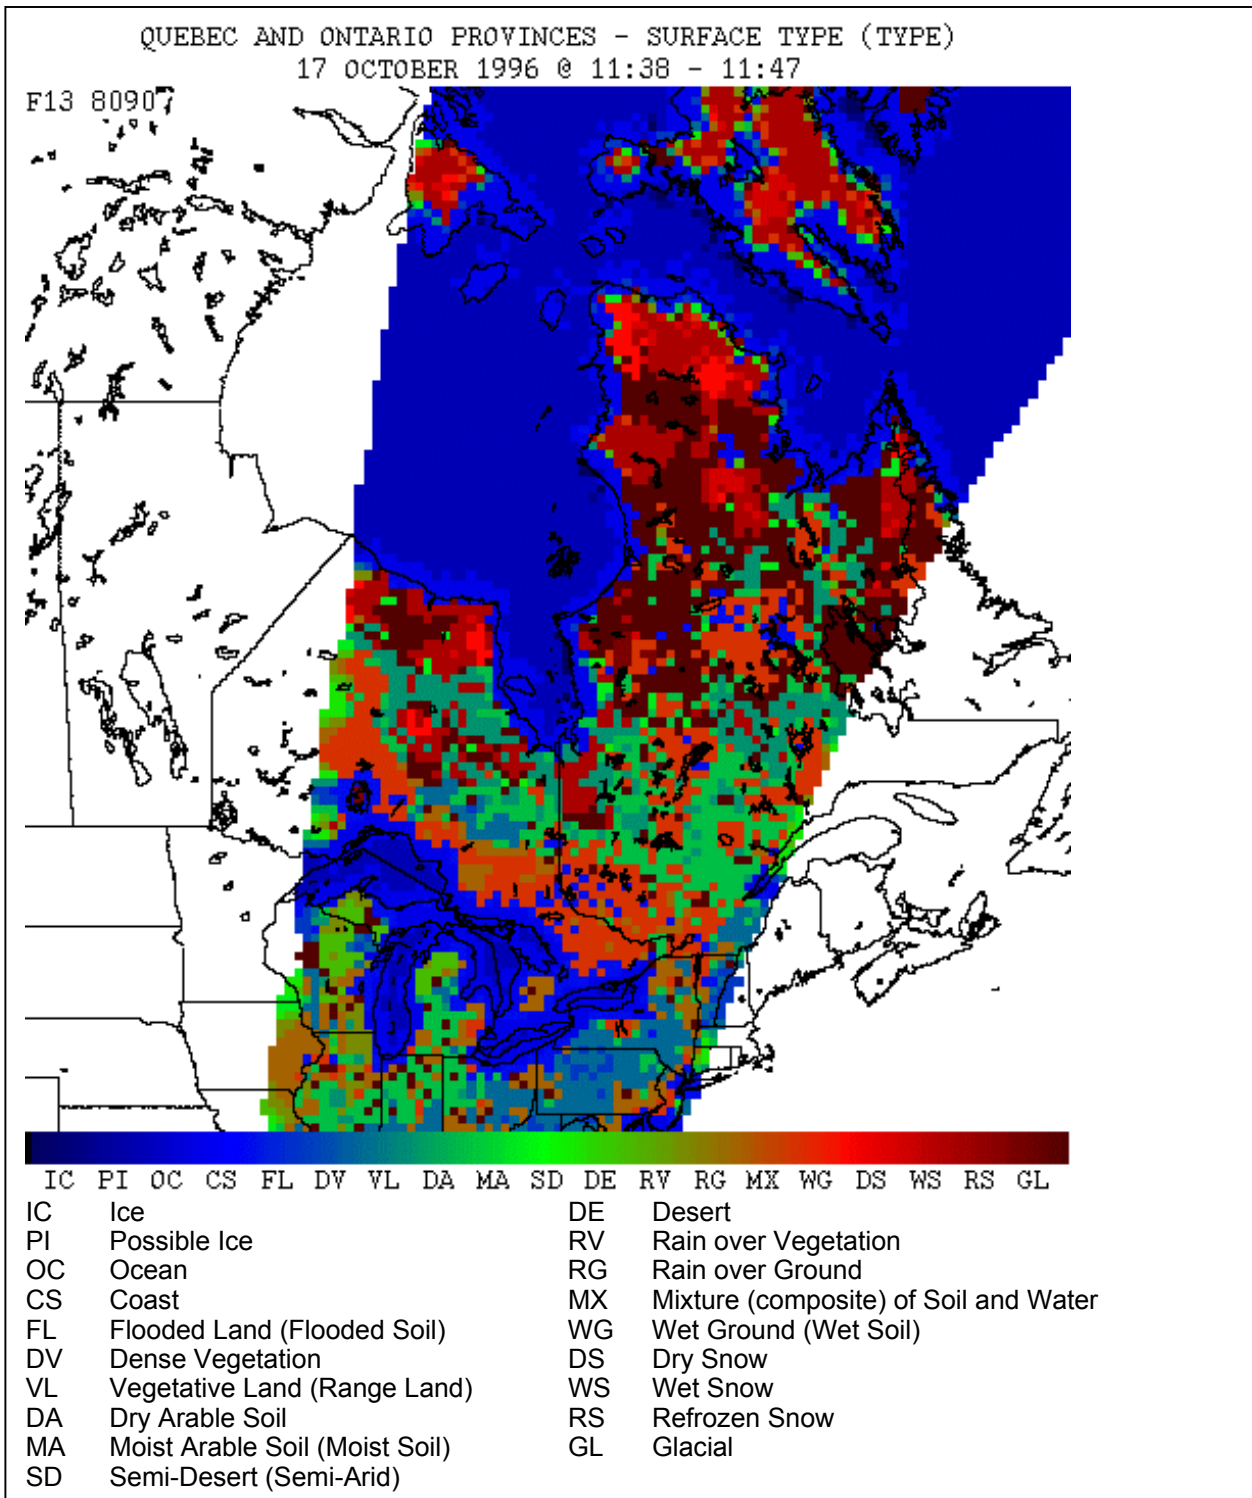 QUEBEC AND ONTARIO PROVINCES - SURFACE TYPE (TYPE)
17 OCTOBER 1996 @ 11:38 - 11:47
F13 80907
IC PI OC CS FL DV VL DA MA SD DE RV RG MX WG DS WS RS GL
IC Ice DE Desert
PI Possible Ice RV Rain over Vegetation
OC Ocean RG Rain over Ground
CS Coast MX Mixture (composite) of Soil and Water
FL Flooded Land (Flooded Soil) WG Wet Ground (Wet Soil)
DV Dense Vegetation DS Dry Snow
VL Vegetative Land (Range Land) WS Wet Snow
DA Dry Arable Soil RS Refrozen Snow
MA Moist Arable Soil (Moist Soil) GL Glacial
SD Semi-Desert (Semi-Arid)